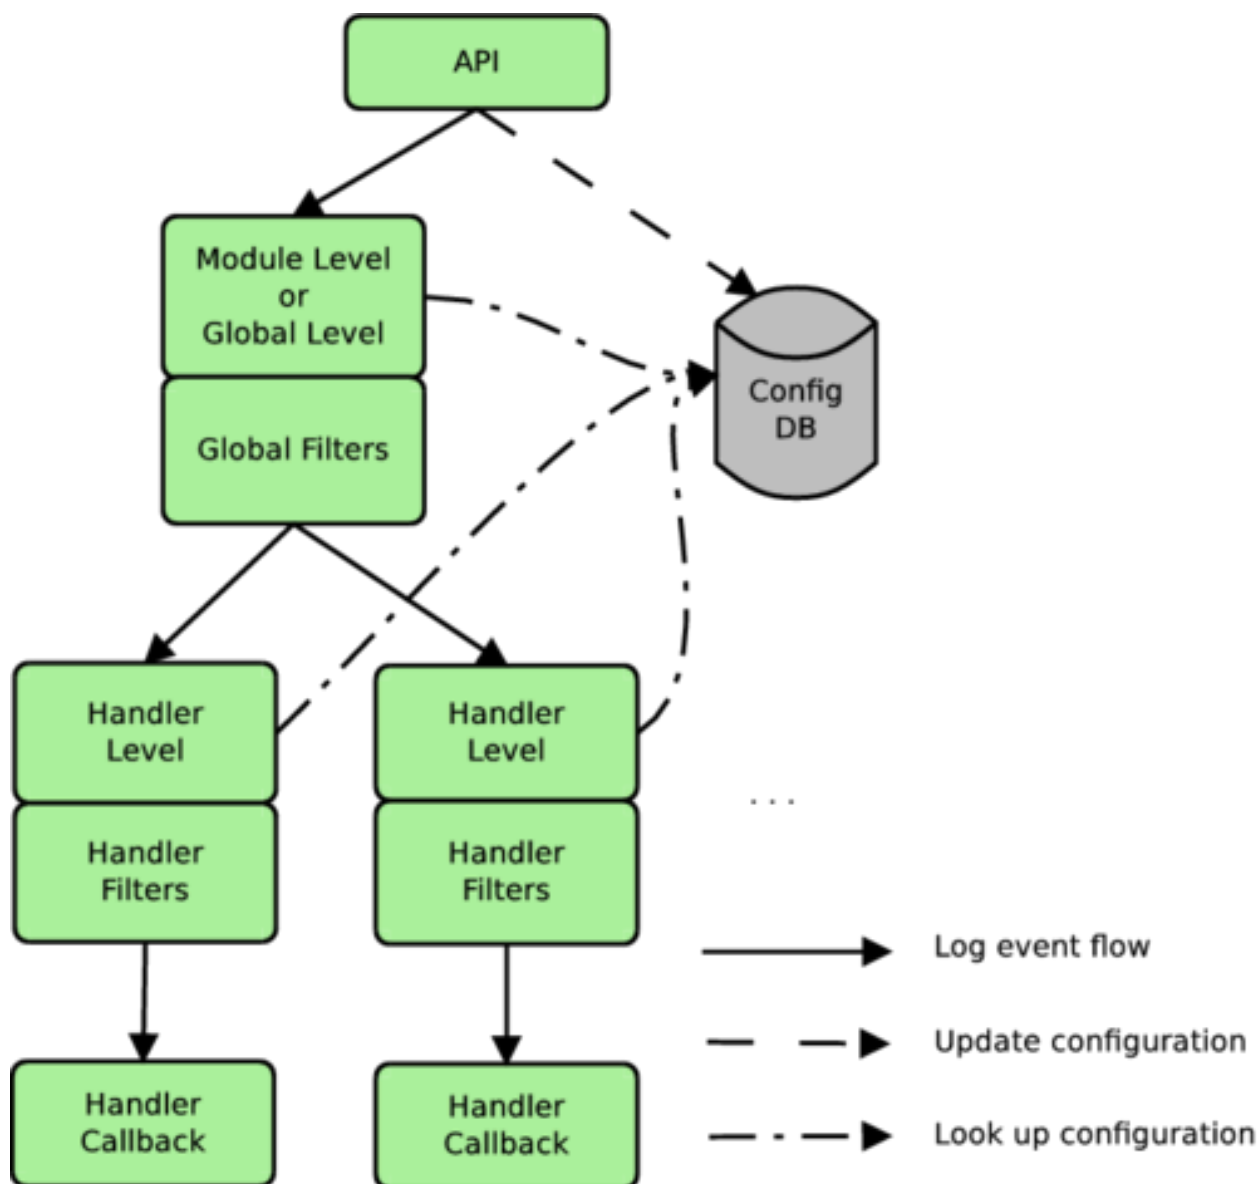 API
Module Level
or
Global Level
Global Filters
Config
DB
Handler
Level
Handler
Level
Handler
Filters
Handler
Filters
. . .
Handler
Callback
Handler
Callback
Log event flow
Update configuration
Look up configuration